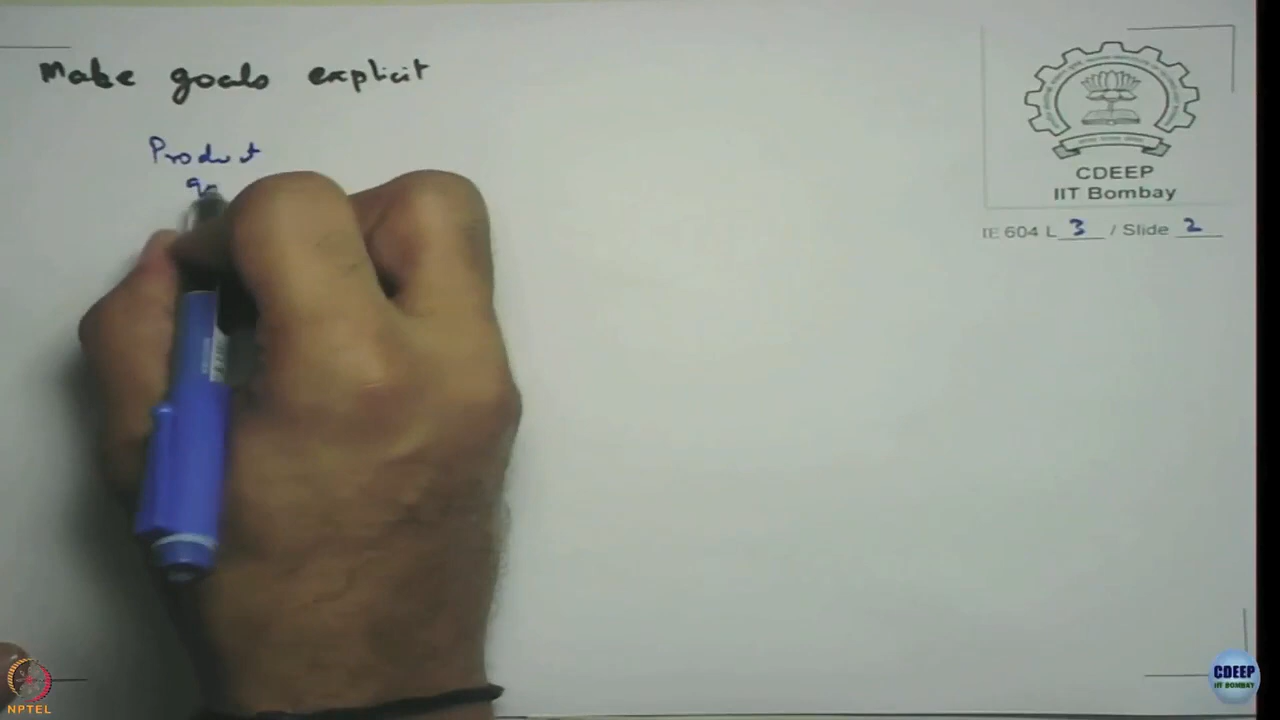 Make goals explicit
Product
CDEEP
IIT Bombay
IE 604 L 3 / Slide 2
NPTEL
CDEEP
IIT BOMBAY